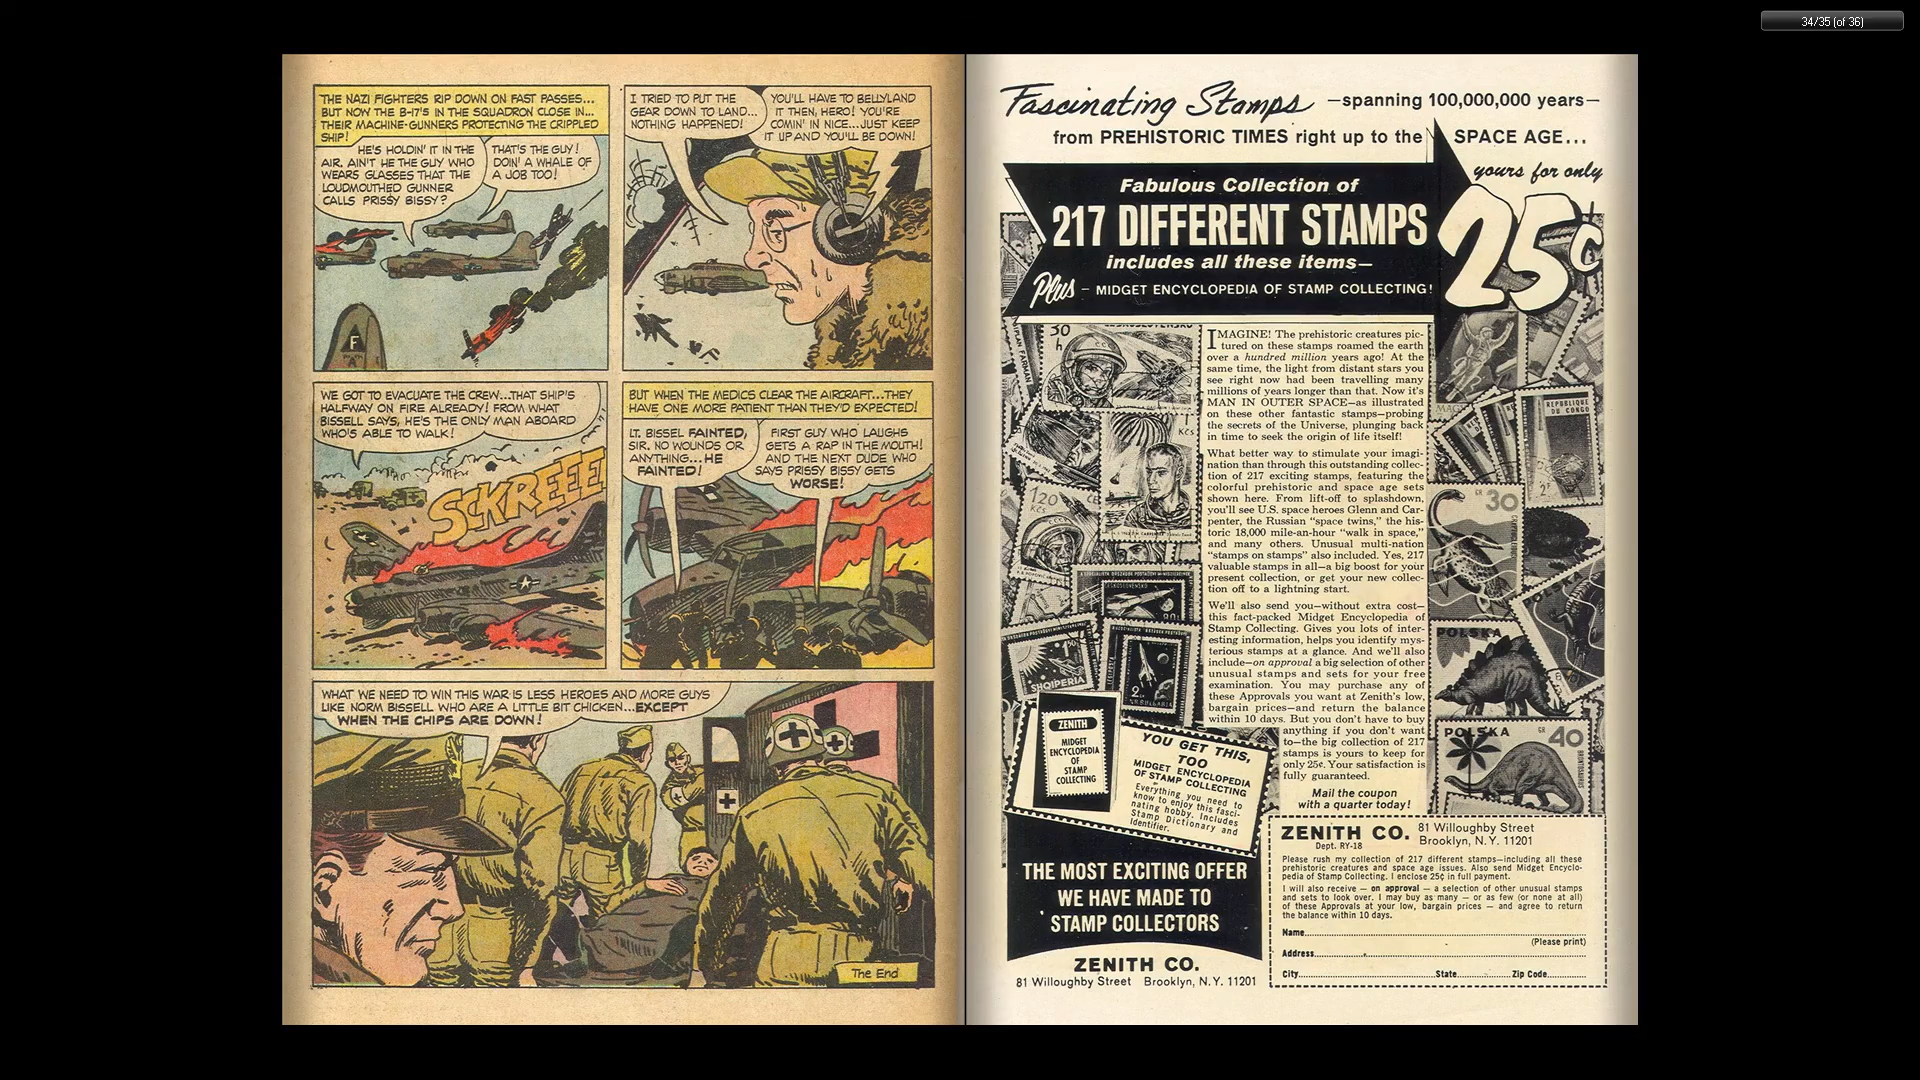 34/35 (of 36)
THE NAZI FIGHTERS RIP DOWN ON FAST PASSES...
BUT NOW THE B-17'S IN THE SQUADRON CLOSE IN...
THEIR MACHINE-GUNNERS PROTECTING THE CRIPPLED
SHIP!
HE'S HOLDIN' IT IN THE
AIR, AIN'T HE THE GUY WHO
WEARS GLASSES THAT THE
LOUDMOUTHED GUNNER
CALLS PRISSY BISSY?
THAT'S THE GUY!
DOIN' A WHALE OF
A JOB TOO!
F
I TRIED TO PUT THE
GEAR DOWN TO LAND...
NOTHING HAPPENED!
YOU'LL HAVE TO BELLYLAND
IT THEN, HERO! YOU'RE
COMIN' IN NICE...JUST KEEP
IT UP AND YOU'LL BE DOWN!
WE GOT TO EVACUATE THE CREW...THAT SHIP'S
HALFWAY ON FIRE ALREADY! FROM WHAT
BISSELL SAYS, HE'S THE ONLY MAN ABOARD
WHO'S ABLE TO WALK!
SCKREEE
BUT WHEN THE MEDICS CLEAR THE AIRCRAFT...THEY
HAVE ONE MORE PATIENT THAN THEY'D EXPECTED!
LT. BISSEL FAINTED,
SIR. NO WOUNDS OR
ANYTHING...HE
FAINTED!
FIRST GUY WHO LAUGHS
GETS A RAP IN THE MOUTH!
AND THE NEXT DUDE WHO
SAYS PRISSY BISSY GETS
WORSE!
WHAT WE NEED TO WIN THIS WAR IS LESS HEROES AND MORE GUYS
LIKE NORM BISSELL WHO ARE A LITTLE BIT CHICKEN...EXCEPT
WHEN THE CHIPS ARE DOWN!
The End
Fascinating Stamps —spanning 100,000,000 years—
from PREHISTORIC TIMES right up to the SPACE AGE...
yours for only
25¢
Fabulous Collection of
217 DIFFERENT STAMPS
includes all these items—
Plus – MIDGET ENCYCLOPEDIA OF STAMP COLLECTING!
IMAGINE! The prehistoric creatures pic-
tured on these stamps roamed the earth
over a hundred million years ago! At the
same time, the light from distant stars you
see right now had been travelling many
millions of years longer than that. Now it's
MAN IN OUTER SPACE—as illustrated
on these other fantastic stamps—probing
the secrets of the Universe, plunging back
in time to seek the origin of life itself!
What better way to stimulate your imagi-
nation than through this outstanding collec-
tion of 217 exciting stamps, featuring the
colorful prehistoric and space age sets
shown here. From lift-off to splashdown,
you'll see U.S. space heroes Glenn and Car-
penter, the Russian "space twins," the his-
toric 18,000 mile-an-hour "walk in space,"
and many others. Unusual multi-nation
"stamps on stamps" also included. Yes, 217
valuable stamps in all—a big boost for your
present collection, or get your new collec-
tion off to a lightning start.
We'll also send you—without extra cost—
this fact-packed Midget Encyclopedia of
Stamp Collecting. Gives you lots of inter-
esting information, helps you identify mys-
terious stamps at a glance. And we'll also
include—on approval a big selection of other
unusual stamps and sets for your free
examination. You may purchase any of
these Approvals you want at Zenith's low,
bargain prices—and return the balance
within 10 days. But you don't have to buy
anything if you don't want
to—the big collection of 217
stamps is yours to keep for
only 25¢. Your satisfaction is
fully guaranteed.
Mail the coupon
with a quarter today!
30
h
1
Kčs
120
Kčs
SHQIPERIA
REPUBLIQUE
DU CONGO
2F
30
POLSKA
POLSKA
GR 40
ZENITH
MIDGET
ENCYCLOPEDIA
OF
STAMP
COLLECTING
YOU GET THIS,
TOO
MIDGET ENCYCLOPEDIA
OF STAMP COLLECTING
Everything you need to
know to enjoy this fasci-
nating hobby. Includes
Stamp Dictionary and
Identifier.
THE MOST EXCITING OFFER
WE HAVE MADE TO
STAMP COLLECTORS
ZENITH CO.
81 Willoughby Street Brooklyn, N.Y. 11201
ZENITH CO. 81 Willoughby Street
Dept. RY-18 Brooklyn, N.Y. 11201
Please rush my collection of 217 different stamps—including all these
prehistoric creatures and space age issues. Also send Midget Encyclo-
pedia of Stamp Collecting. I enclose 25¢ in full payment.
I will also receive — on approval — a selection of other unusual stamps
and sets to look over. I may buy as many — or as few (or none at all)
of these Approvals at your low, bargain prices — and agree to return
the balance within 10 days.
Name
(Please print)
Address
City State Zip Code